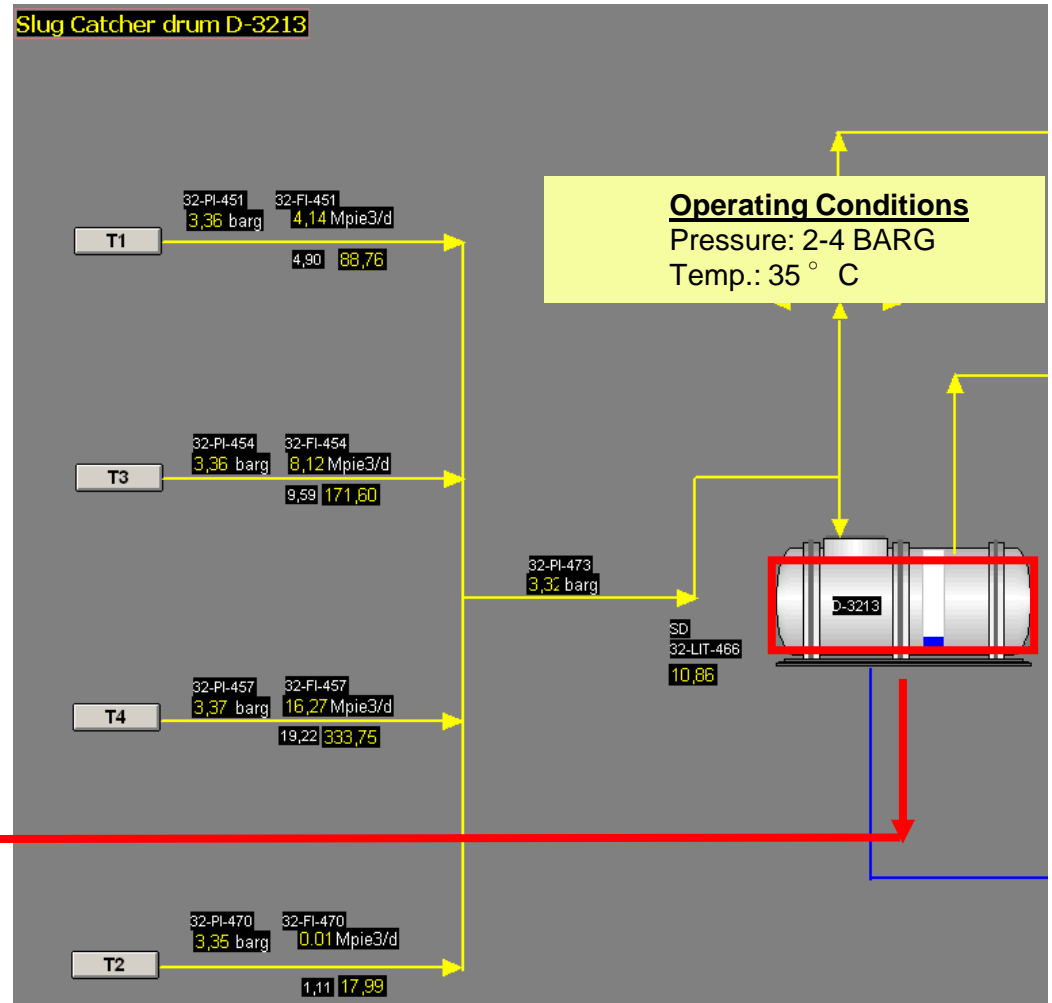 Slug Catcher drum D-3213
Operating Conditions
Pressure: 2-4 BARG
Temp.: 35 ° C
32-PI-451 32-FI-451
3,36 barg 4,14 Mpie3/d
T1
4,90 88,76
32-PI-454 32-FI-454
3,36 barg 8,12 Mpie3/d
T3
9,59 171,60
32-PI-473
3,32 barg
D-3213
SD
32-LIT-466
10,86
32-PI-457 32-FI-457
3,37 barg 16,27 Mpie3/d
T4
19,22 333,75
32-PI-470 32-FI-470
3,35 barg 0.01 Mpie3/d
T2
1,11 17,99